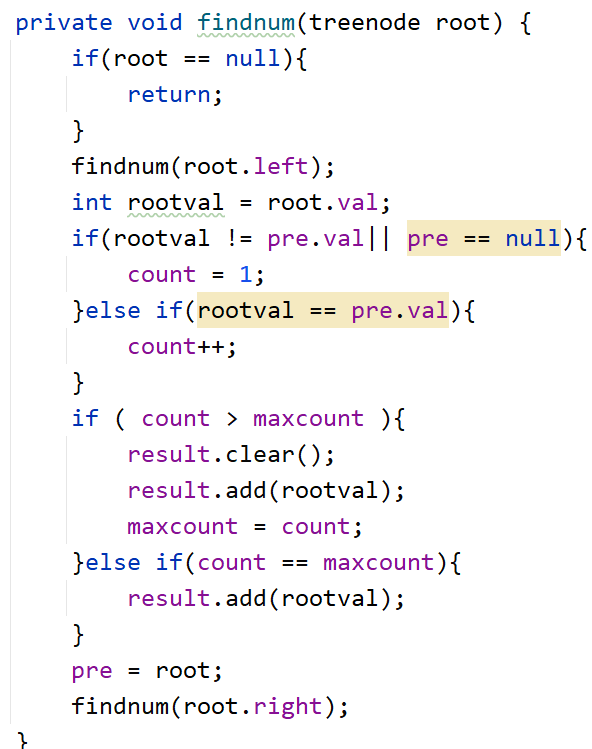 private void findnum(treenode root) {
    if(root == null){
        return;
    }
    findnum(root.left);
    int rootval = root.val;
    if(rootval != pre.val|| pre == null){
        count = 1;
    }else if(rootval == pre.val){
        count++;
    }
    if ( count > maxcount ){
        result.clear();
        result.add(rootval);
        maxcount = count;
    }else if(count == maxcount){
        result.add(rootval);
    }
    pre = root;
    findnum(root.right);
}